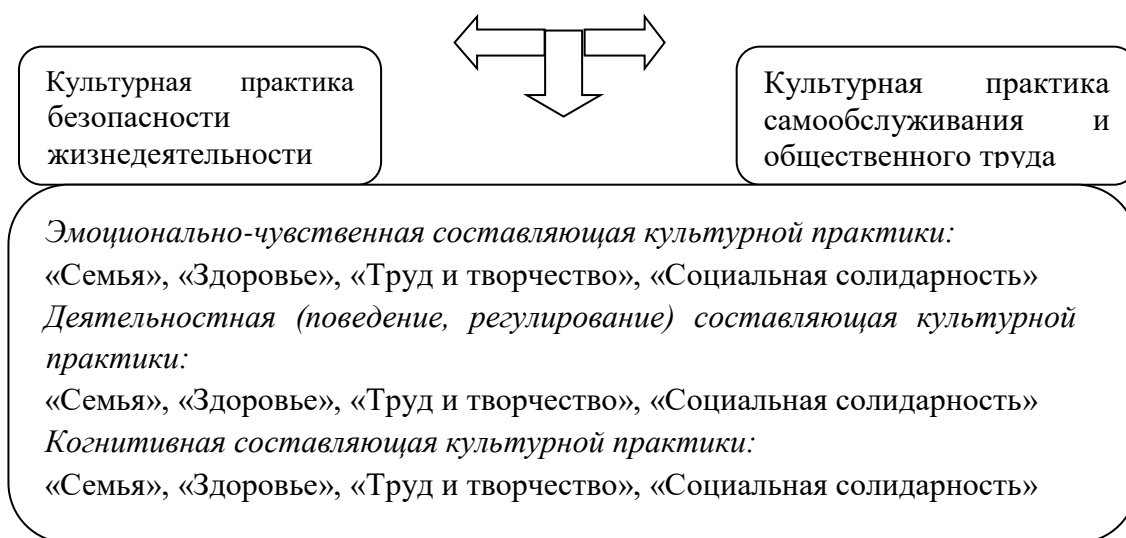 Культурная практика
безопасности
жизнедеятельности
Культурная практика
самообслуживания и
общественного труда
Эмоционально-чувственная составляющая культурной практики:
«Семья», «Здоровье», «Труд и творчество», «Социальная солидарность»
Деятельностная (поведение, регулирование) составляющая культурной
практики:
«Семья», «Здоровье», «Труд и творчество», «Социальная солидарность»
Когнитивная составляющая культурной практики:
«Семья», «Здоровье», «Труд и творчество», «Социальная солидарность»